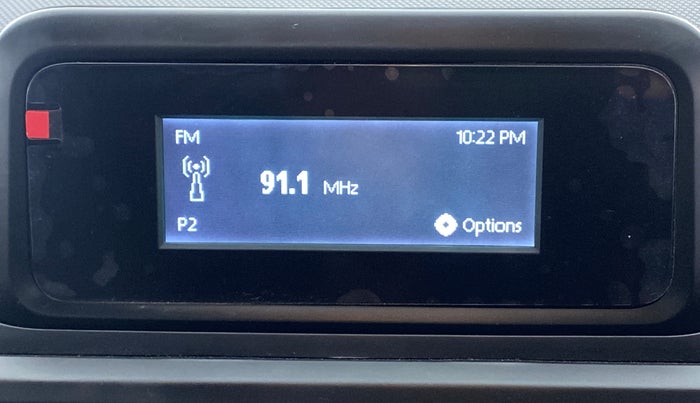 FM 10:22 PM
91.1 MHz
P2 Options